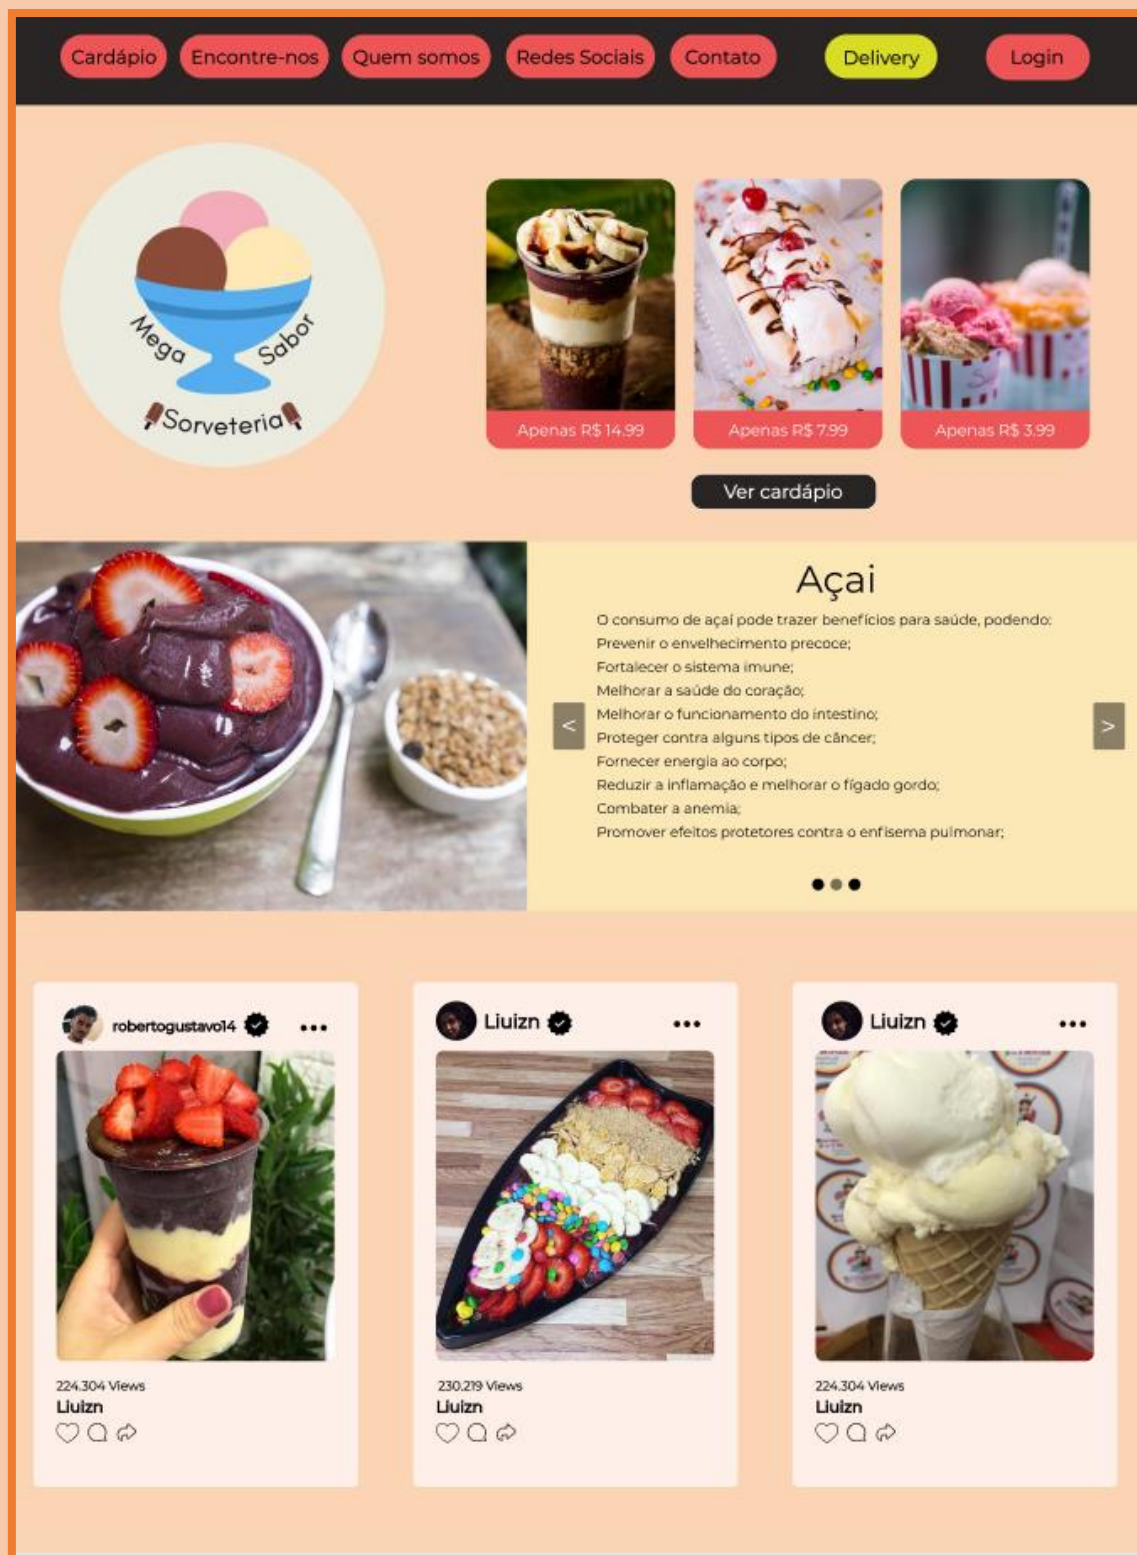 Cardápio
Encontre-nos
Quem somos
Redes Sociais
Contato
Delivery
Login
Mega
Sabor
Sorveteria
Apenas R$ 14.99
Apenas R$ 7.99
Apenas R$ 3.99
Ver cardápio
Açai
O consumo de açaí pode trazer benefícios para saúde, podendo:
Prevenir o envelhecimento precoce;
Fortalecer o sistema imune;
Melhorar a saúde do coração;
Melhorar o funcionamento do intestino;
Proteger contra alguns tipos de câncer;
Fornecer energia ao corpo;
Reduzir a inflamação e melhorar o fígado gordo;
Combater a anemia;
Promover efeitos protetores contra o enfisema pulmonar;
<
>
robertogustavo14
Liuizn
Liuizn
224.304 Views
Liuizn
230.219 Views
Liuizn
224.304 Views
Liuizn